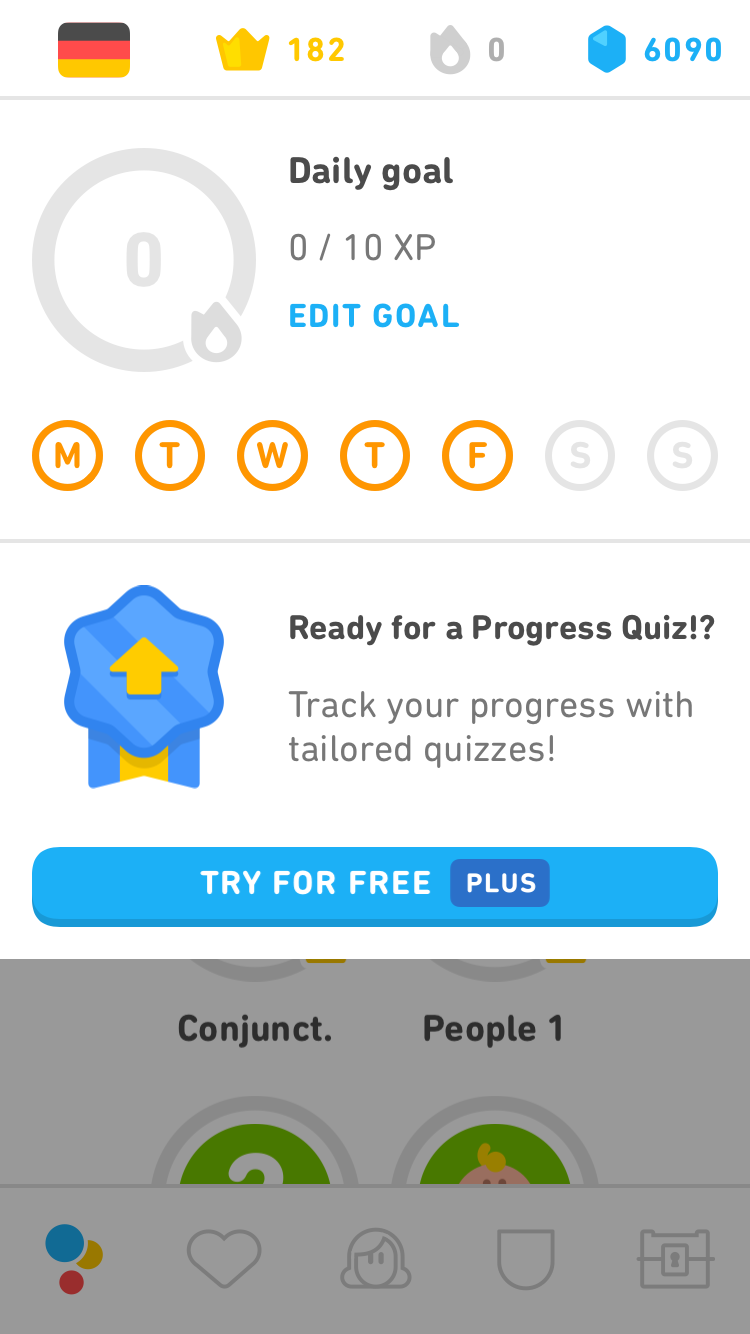 182 0 6090
Daily goal
0
0 / 10 XP
EDIT GOAL
M T W T F S S
Ready for a Progress Quiz!?
Track your progress with
tailored quizzes!
TRY FOR FREE PLUS
Conjunct. People 1
?